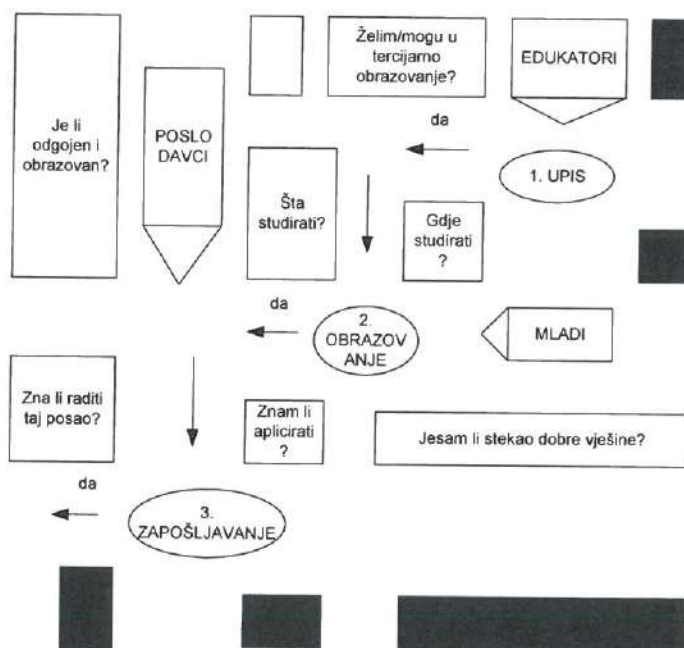 Želim/mogu u
tercijarno
obrazovanje?
EDUKATORI
Je li
odgojen i
obrazovan?
POSLO
DAVCI
da
1. UPIS
Šta
studirati?
Gdje
studirati
?
da
2.
OBRAZOV
ANJE
MLADI
Zna li raditi
taj posao?
Znam li
aplicirati
?
Jesam li stekao dobre vješine?
da
3.
ZAPOŠLJAVANJE